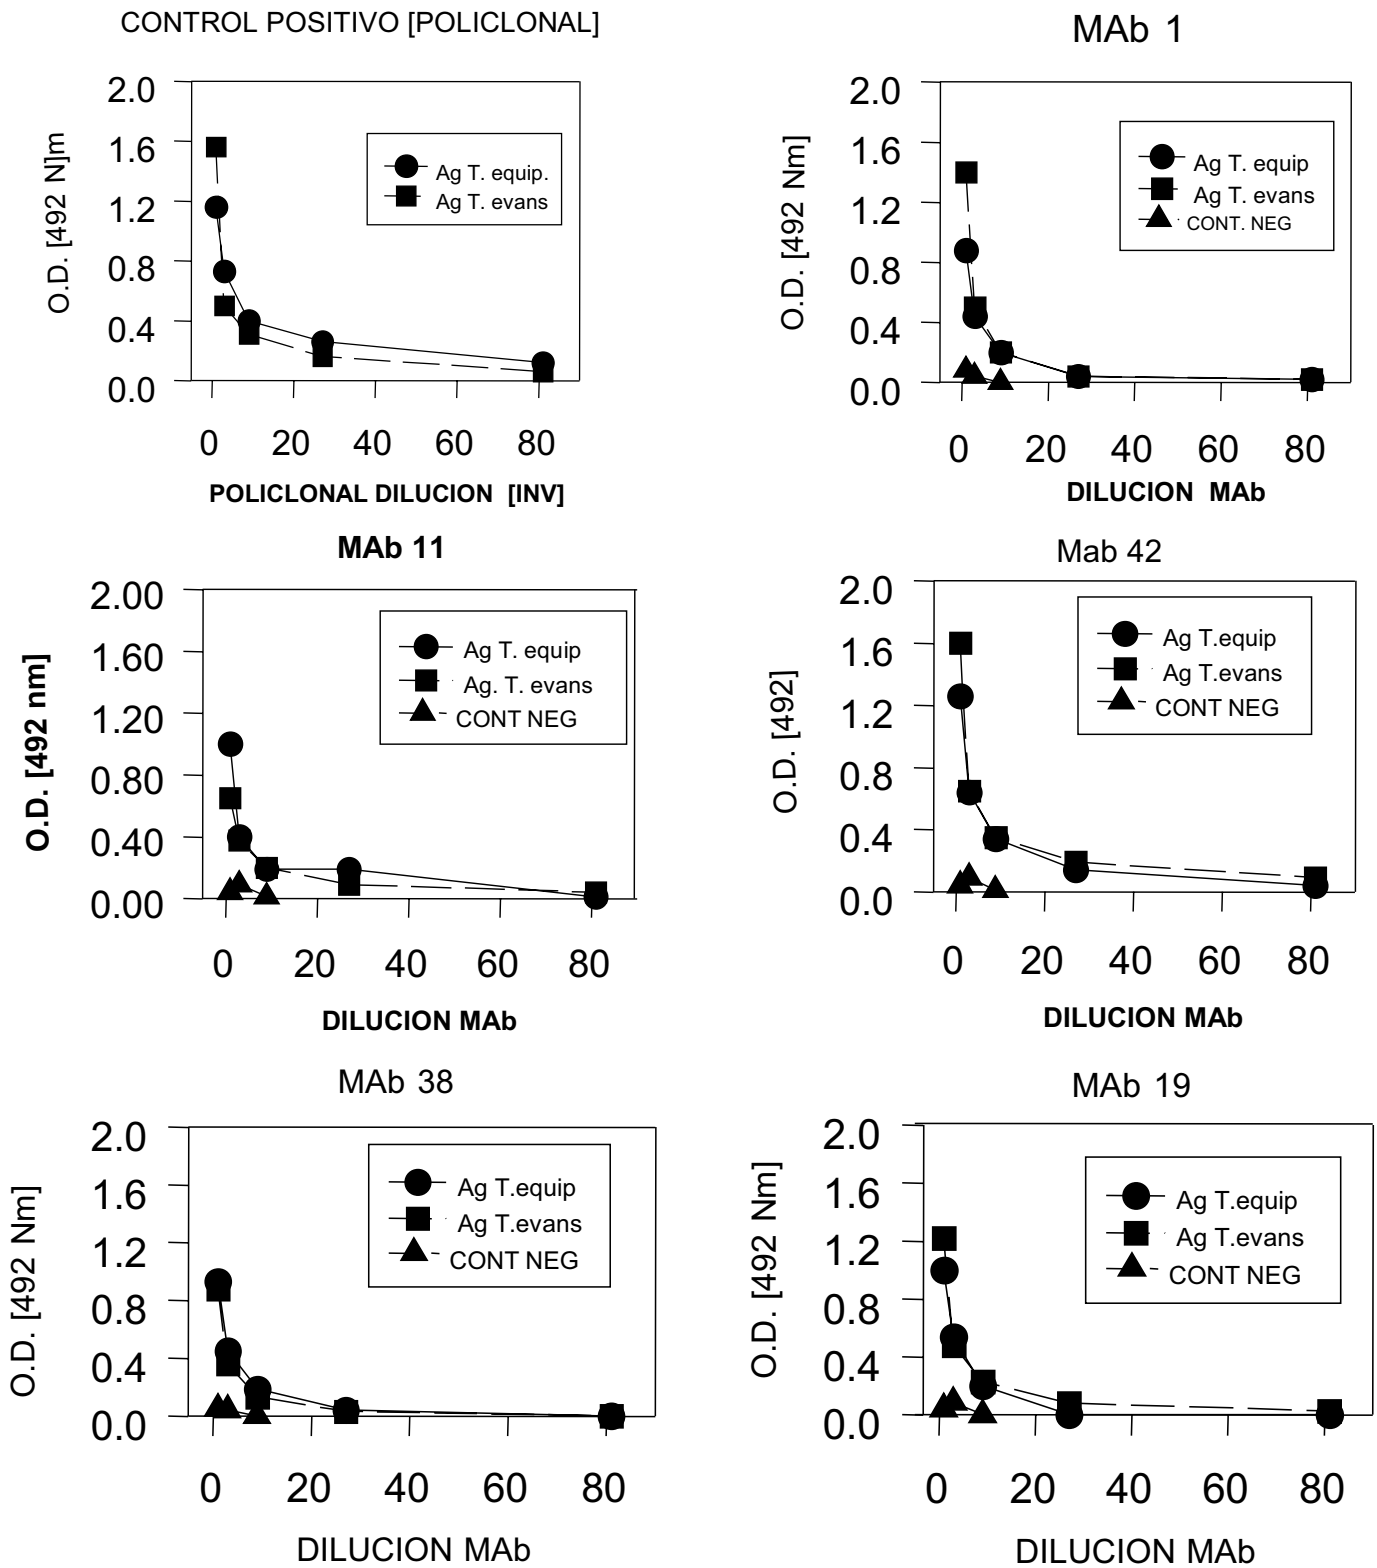 CONTROL POSITIVO [POLICLONAL]
2.0
1.6
1.2
0.8
0.4
0.0
O.D. [492 N]m
Ag T. equip.
Ag T. evans
0 20 40 60 80
POLICLONAL DILUCION [INV]
MAb 1
2.0
1.6
1.2
0.8
0.4
0.0
O.D. [492 Nm]
Ag T. equip
Ag T. evans
CONT. NEG
0 20 40 60 80
DILUCION MAb
MAb 11
2.00
1.60
1.20
0.80
0.40
0.00
O.D. [492 nm]
Ag T. equip
Ag. T. evans
CONT NEG
0 20 40 60 80
DILUCION MAb
Mab 42
2.0
1.6
1.2
0.8
0.4
0.0
O.D. [492]
Ag T.equip
Ag T.evans
CONT NEG
0 20 40 60 80
DILUCION MAb
MAb 38
2.0
1.6
1.2
0.8
0.4
0.0
O.D. [492 Nm]
Ag T.equip
Ag T.evans
CONT NEG
0 20 40 60 80
DILUCION MAb
MAb 19
2.0
1.6
1.2
0.8
0.4
0.0
O.D. [492 Nm]
Ag T.equip
Ag T.evans
CONT NEG
0 20 40 60 80
DILUCION MAb